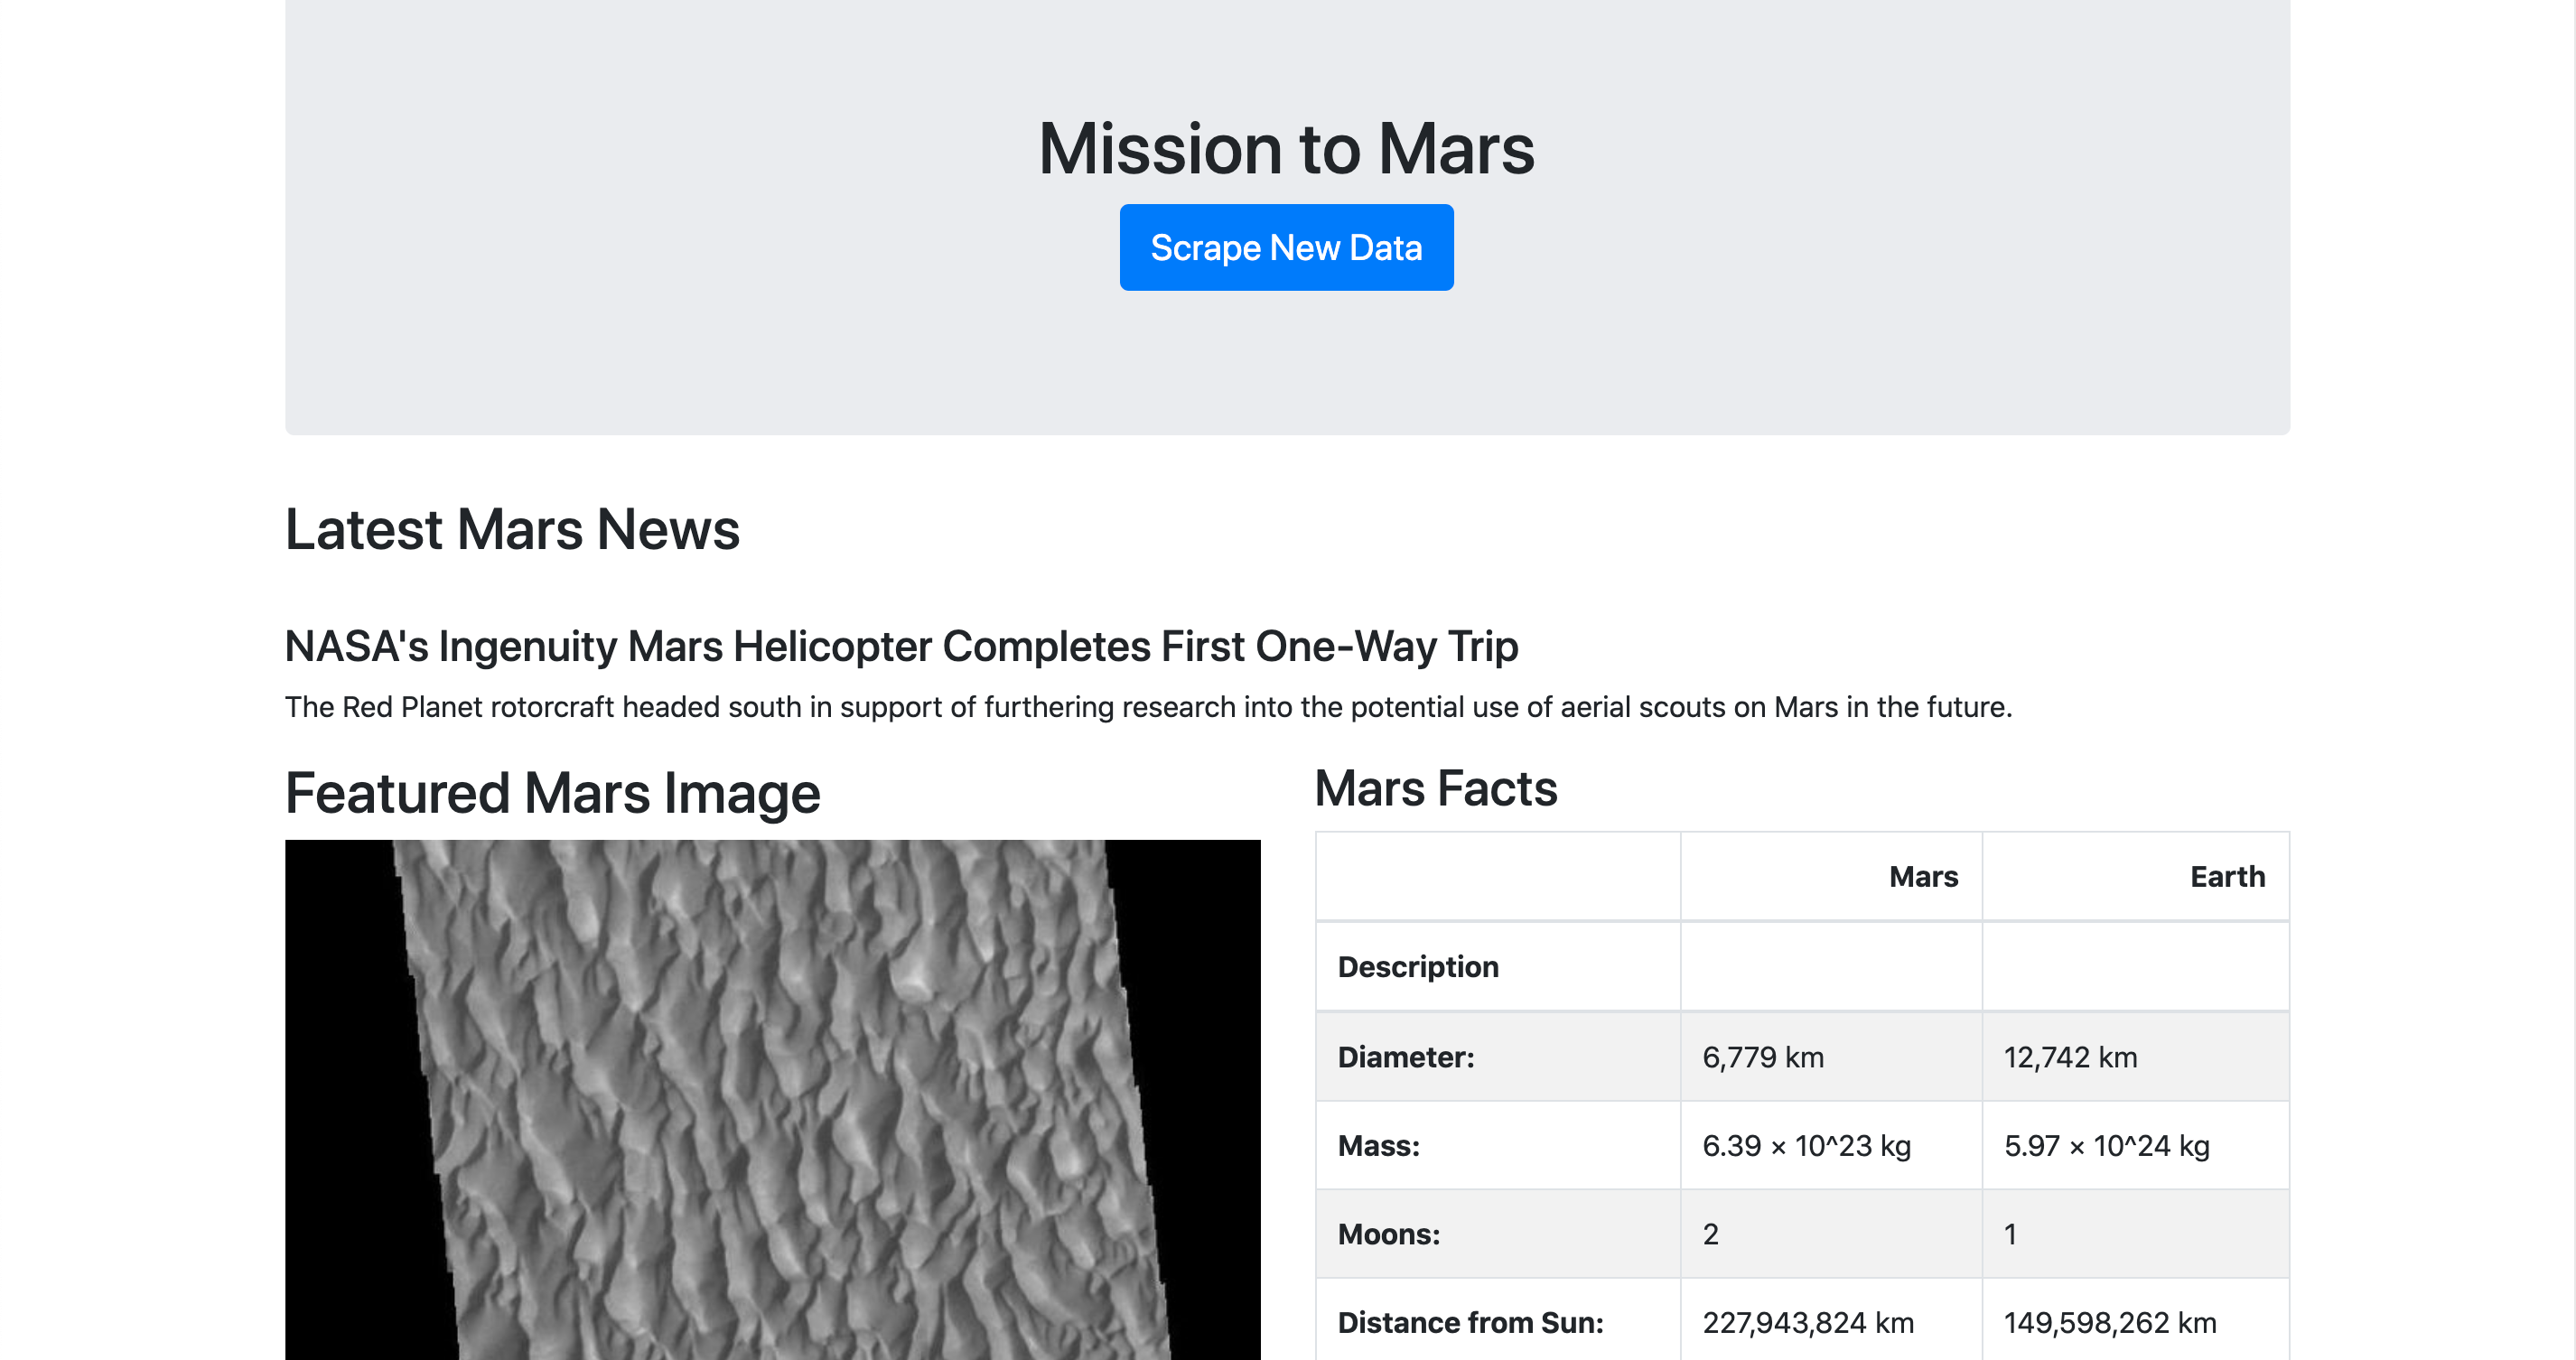 Mission to Mars
Scrape New Data
Latest Mars News
NASA's Ingenuity Mars Helicopter Completes First One-Way Trip
The Red Planet rotorcraft headed south in support of furthering research into the potential use of aerial scouts on Mars in the future.
Featured Mars Image
Mars Facts
Mars Earth
Description
Diameter: 6,779 km 12,742 km
Mass: 6.39 × 10^23 kg 5.97 × 10^24 kg
Moons: 2 1
Distance from Sun: 227,943,824 km 149,598,262 km